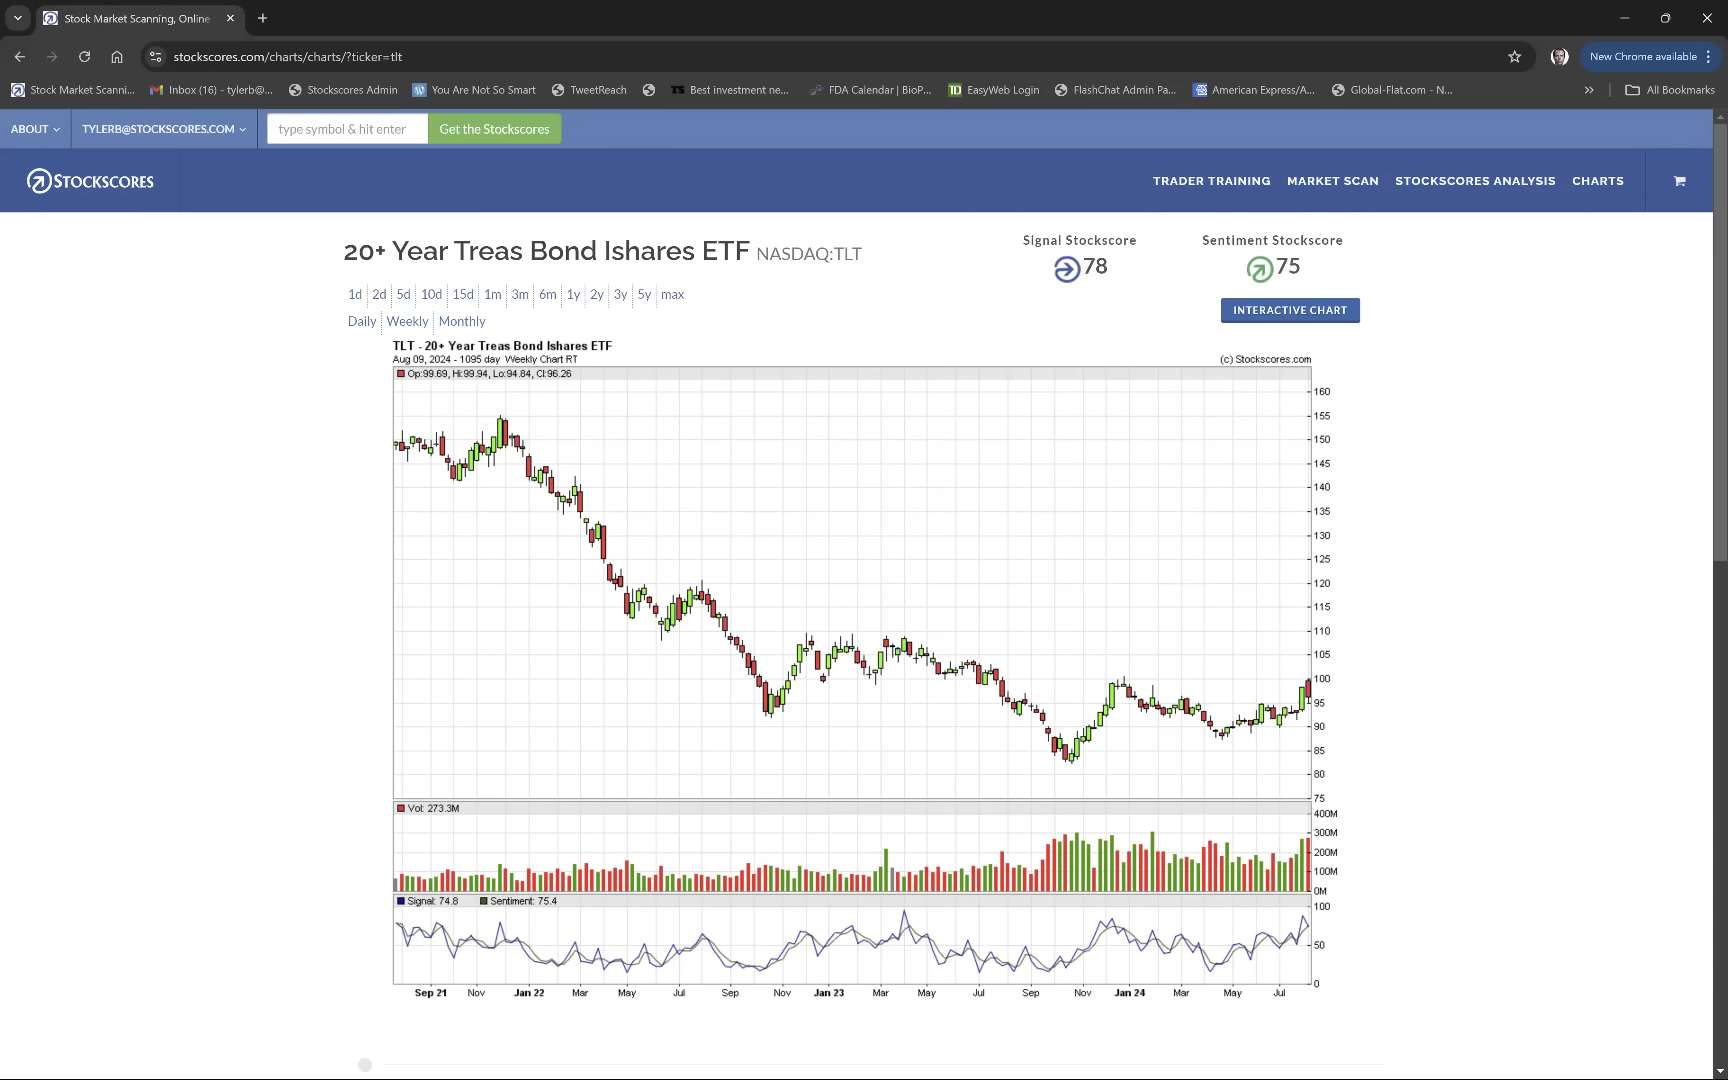 Stock Market Scanning, Online
stockscores.com/charts/charts/?ticker=tlt
New Chrome available
Stock Market Scanni...
Inbox (16) - tylerb@...
Stockscores Admin
You Are Not So Smart
TweetReach
TS Best investment ne...
FDA Calendar | BioP...
TD EasyWeb Login
FlashChat Admin Pa...
American Express/A...
Global-Flat.com - N...
All Bookmarks
ABOUT
TYLERB@STOCKSCORES.COM
type symbol & hit enter
Get the Stockscores
STOCKSCORES
TRADER TRAINING
MARKET SCAN
STOCKSCORES ANALYSIS
CHARTS
20+ Year Treas Bond Ishares ETF NASDAQ:TLT
Signal Stockscore
78
Sentiment Stockscore
75
1d 2d 5d 10d 15d 1m 3m 6m 1y 2y 3y 5y max
INTERACTIVE CHART
Daily Weekly Monthly
TLT - 20+ Year Treas Bond Ishares ETF
Aug 09, 2024 - 1095 day Weekly Chart RT
(c) Stockscores.com
Op:99.69, Hi:99.94, Lo:94.84, Cl:96.26
160
155
150
145
140
135
130
125
120
115
110
105
100
95
90
85
80
75
Vol: 273.3M
400M
300M
200M
100M
0M
Signal: 74.8 Sentiment: 75.4
100
50
0
Sep 21 Nov Jan 22 Mar May Jul Sep Nov Jan 23 Mar May Jul Sep Nov Jan 24 Mar May Jul